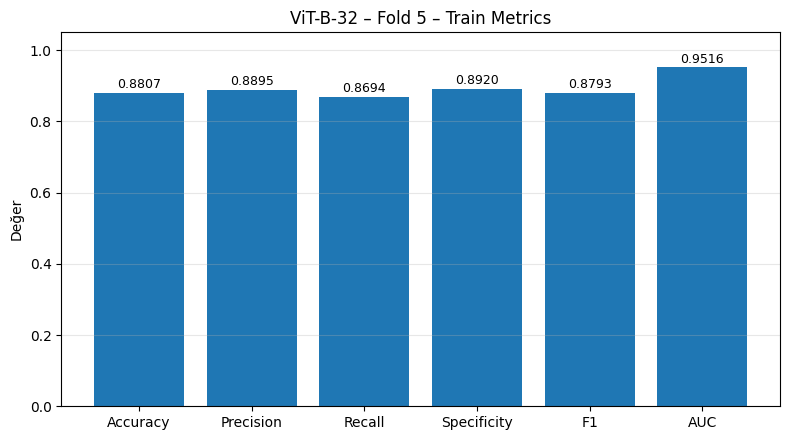 ViT-B-32 – Fold 5 – Train Metrics
Değer
1.0
0.8
0.6
0.4
0.2
0.0
0.8807
0.8895
0.8694
0.8920
0.8793
0.9516
Accuracy
Precision
Recall
Specificity
F1
AUC